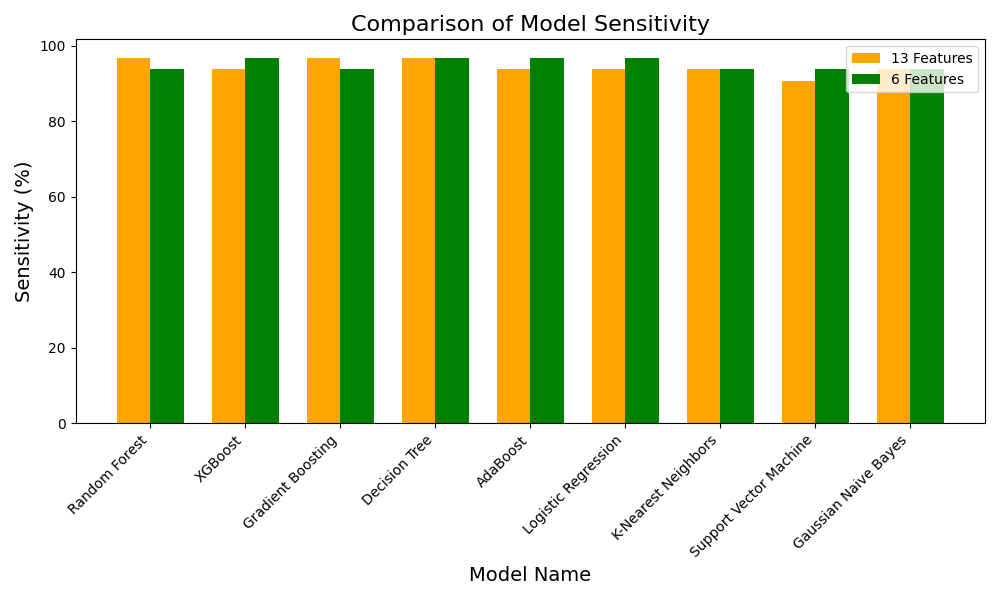 Comparison of Model Sensitivity
13 Features
6 Features
Sensitivity (%)
100
80
60
40
20
0
Random Forest
XGBoost
Gradient Boosting
Decision Tree
AdaBoost
Logistic Regression
K-Nearest Neighbors
Support Vector Machine
Gaussian Naive Bayes
Model Name